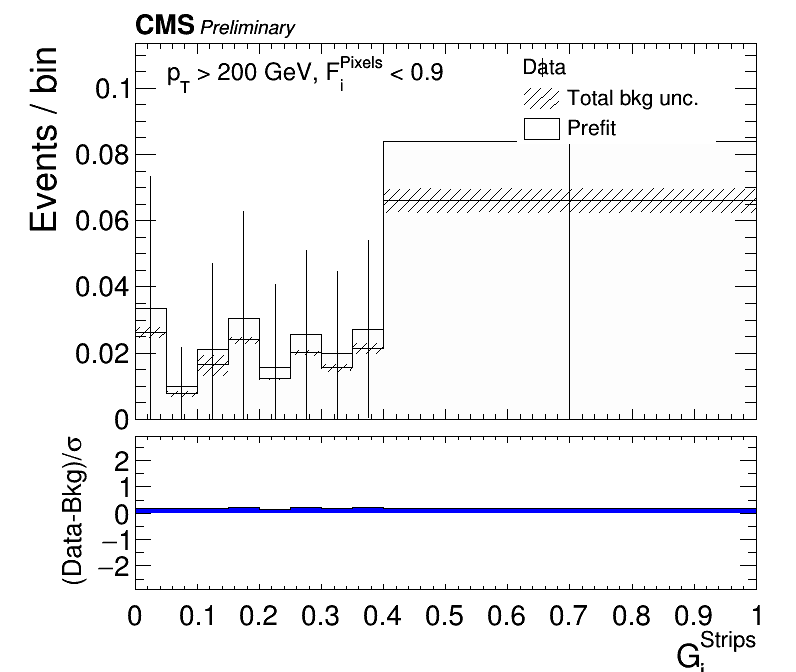 CMS Preliminary
p_T > 200 GeV, F_i^Pixels < 0.9
Data
Total bkg unc.
Prefit
Events / bin
0.1
0.08
0.06
0.04
0.02
0
(Data-Bkg)/σ
2
1
0
−1
−2
0 0.1 0.2 0.3 0.4 0.5 0.6 0.7 0.8 0.9 1
G_i^Strips